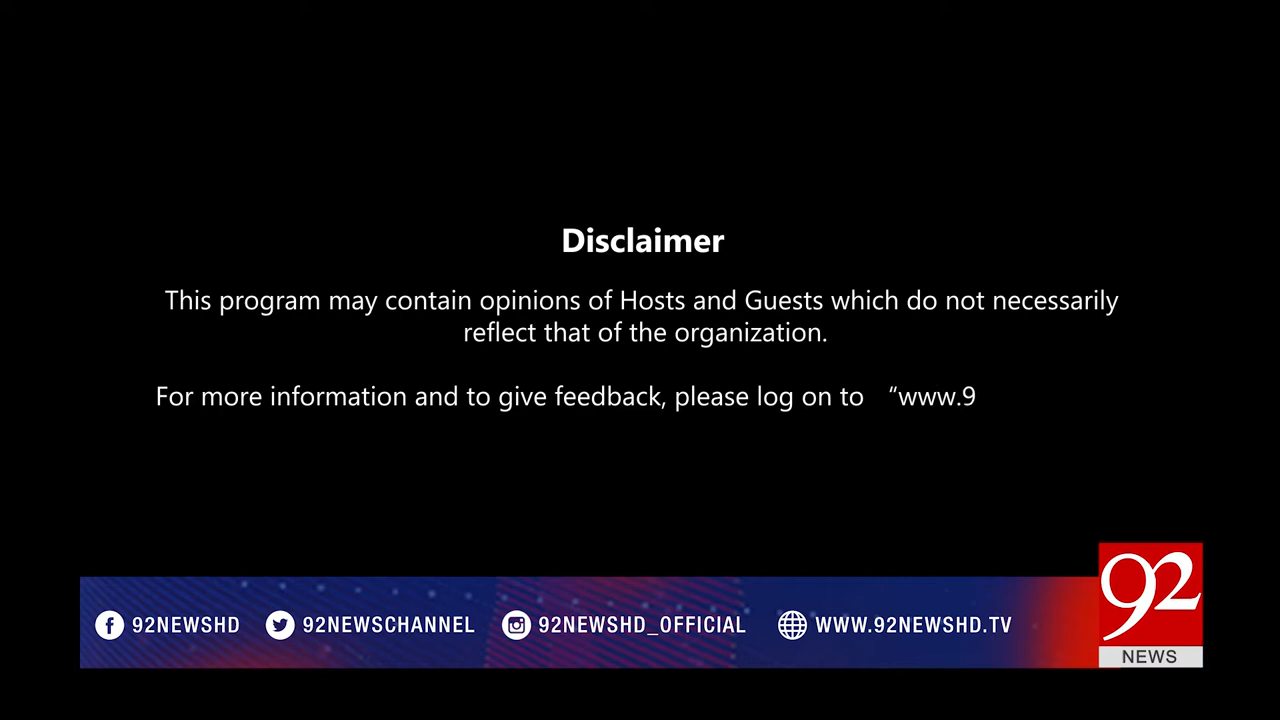 Disclaimer
This program may contain opinions of Hosts and Guests which do not necessarily
reflect that of the organization.
For more information and to give feedback, please log on to “www.9
92NEWSHD 92NEWSCHANNEL 92NEWSHD_OFFICIAL WWW.92NEWSHD.TV
92
NEWS